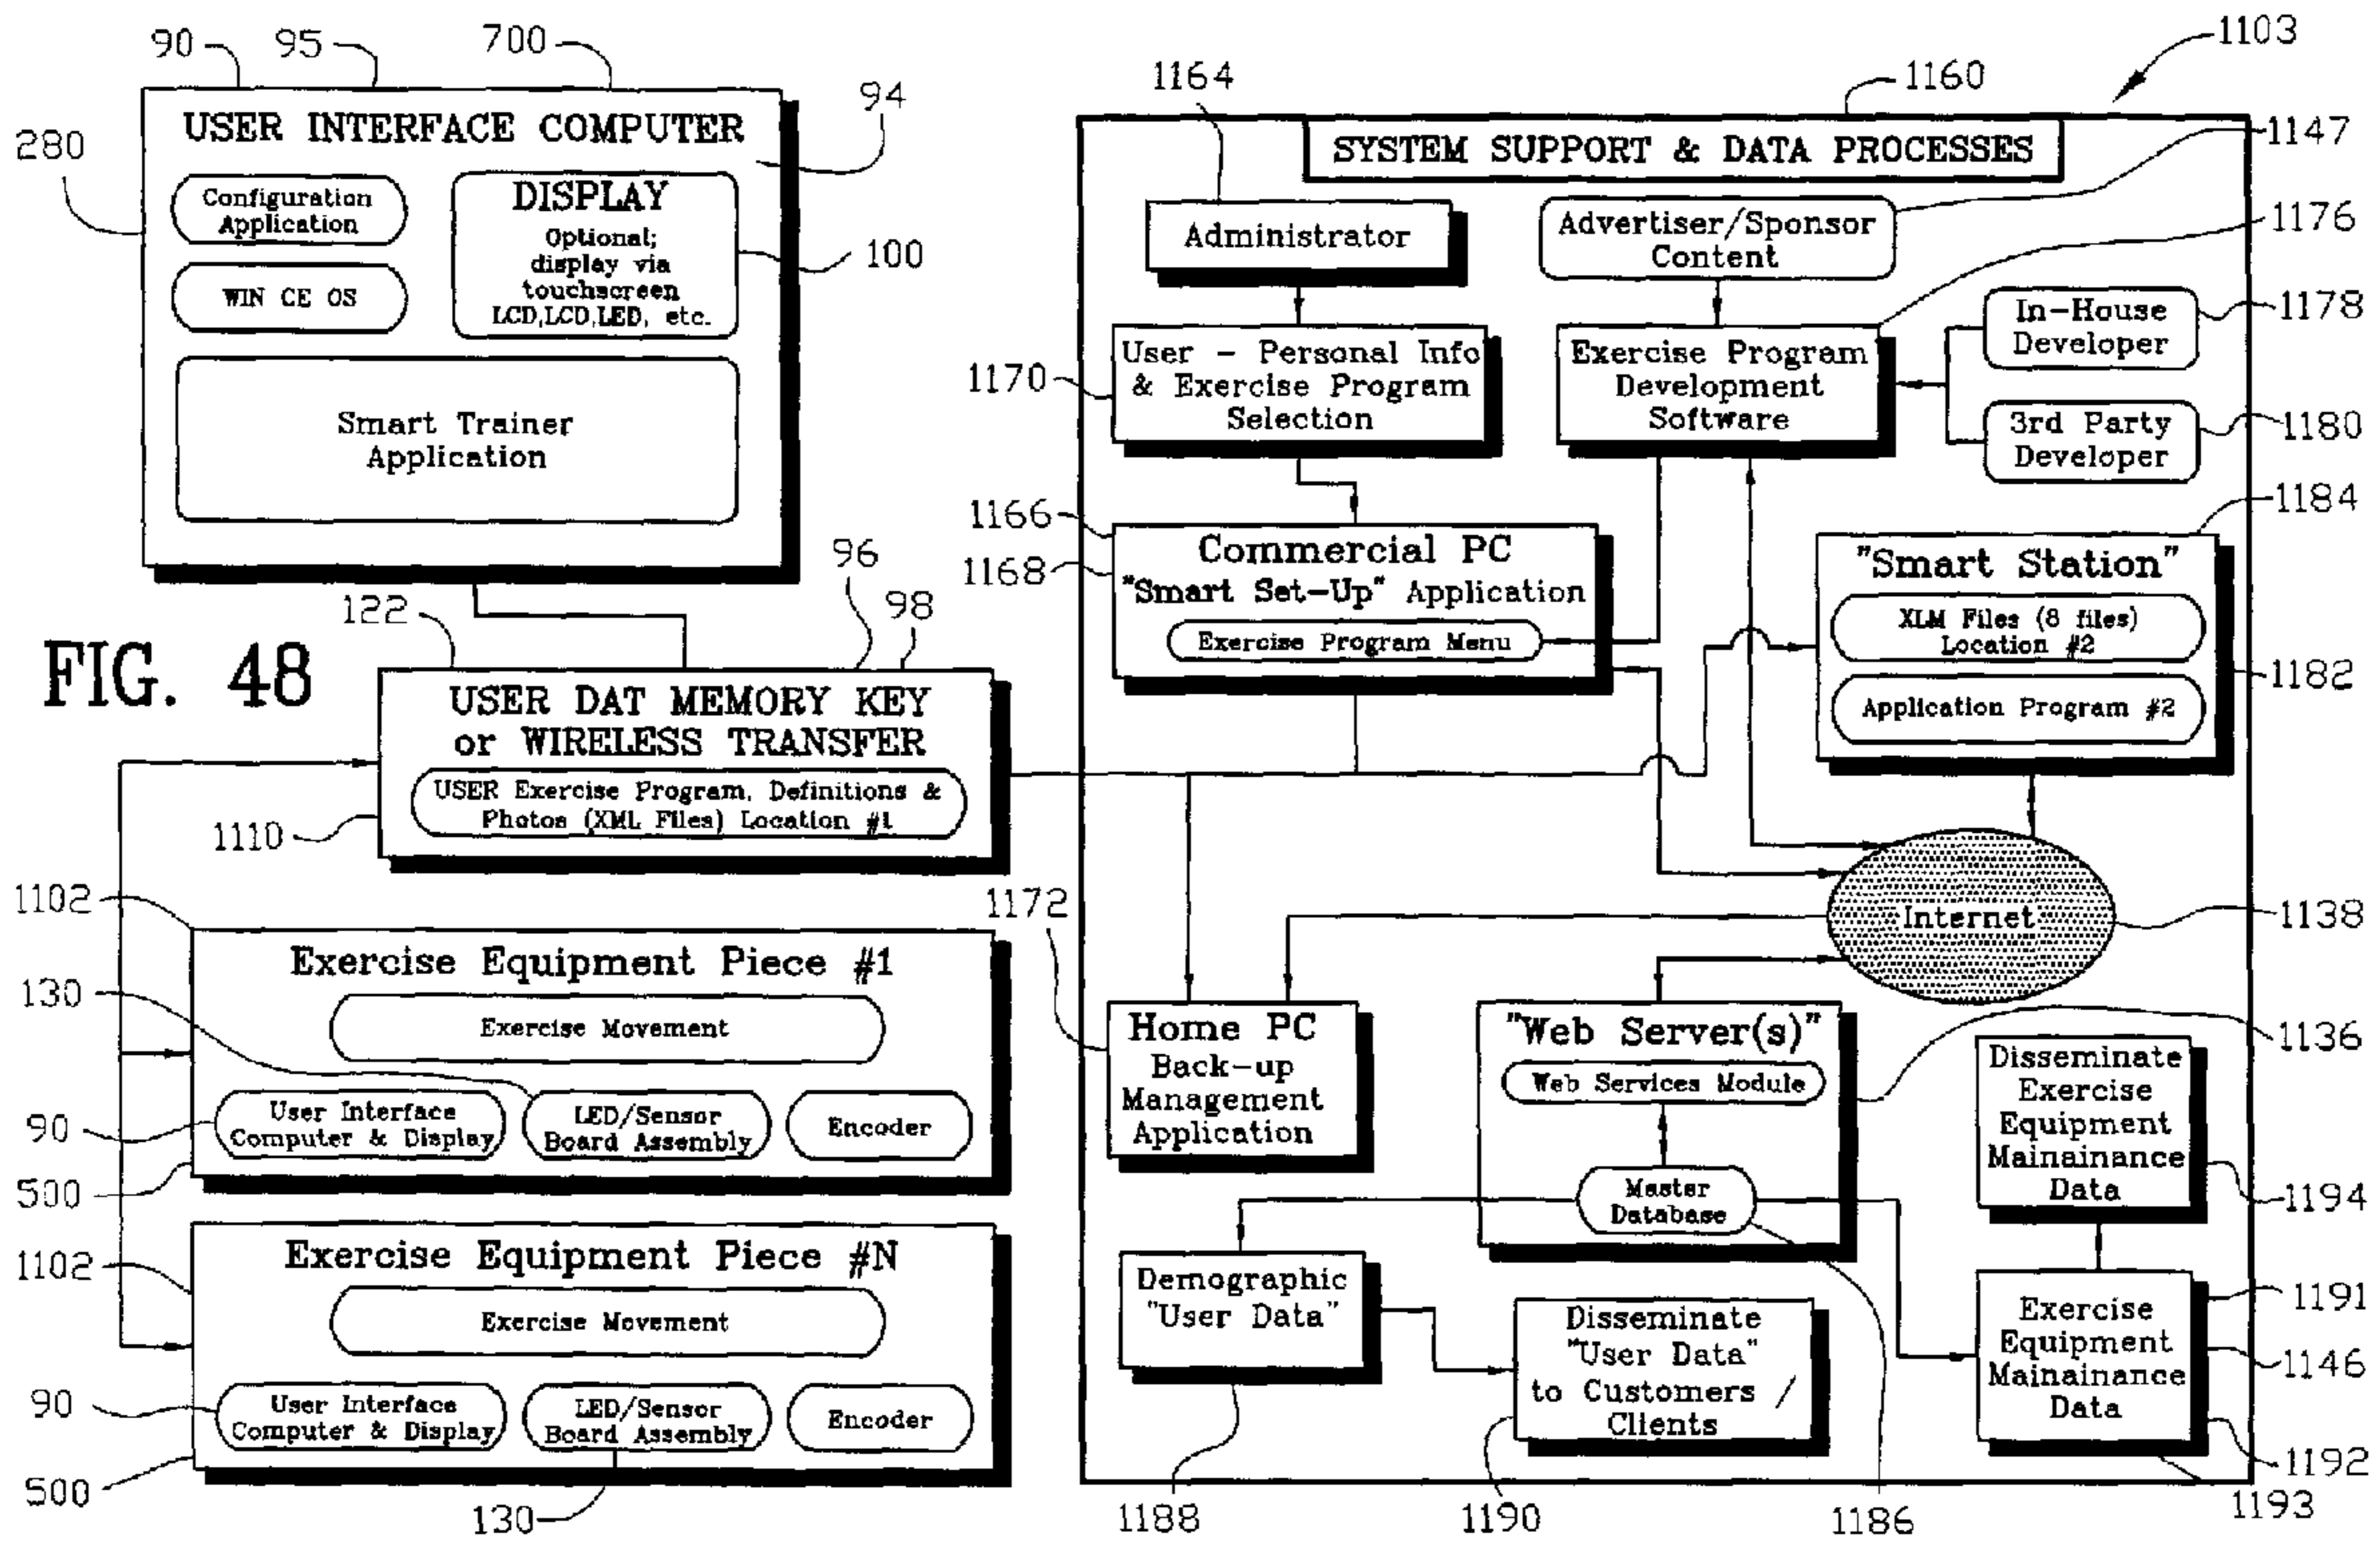 90
95
700
94
280
USER INTERFACE COMPUTER
Configuration
Application
WIN CE OS
DISPLAY
Optional;
display via
touchscreen
LCD,LCD,LED, etc.
100
Smart Trainer
Application
FIG. 48
122
96
98
USER DAT MEMORY KEY
or WIRELESS TRANSFER
USER Exercise Program, Definitions &
Photos (XML Files) Location #1
1110
1102
Exercise Equipment Piece #1
130
Exercise Movement
User Interface
Computer & Display
LED/Sensor
Board Assembly
Encoder
90
500
1102
Exercise Equipment Piece #N
Exercise Movement
90
User Interface
Computer & Display
LED/Sensor
Board Assembly
Encoder
500
130
1103
1160
1164
SYSTEM SUPPORT & DATA PROCESSES
1147
Administrator
Advertiser/Sponsor
Content
1176
User - Personal Info
& Exercise Program
Selection
1170
Exercise Program
Development
Software
In-House
Developer
1178
3rd Party
Developer
1180
1166
1168
Commercial PC
"Smart Set-Up" Application
Exercise Program Menu
1184
"Smart Station"
XLM Files (8 files)
Location #2
Application Program #2
1182
Internet
1138
1172
Home PC
Back-up
Management
Application
"Web Server(s)"
Web Services Module
Master
Database
1136
Disseminate
Exercise
Equipment
Mainainance
Data
1194
Demographic
"User Data"
Disseminate
"User Data"
to Customers /
Clients
Exercise
Equipment
Mainainance
Data
1191
1146
1192
1188
1190
1186
1193